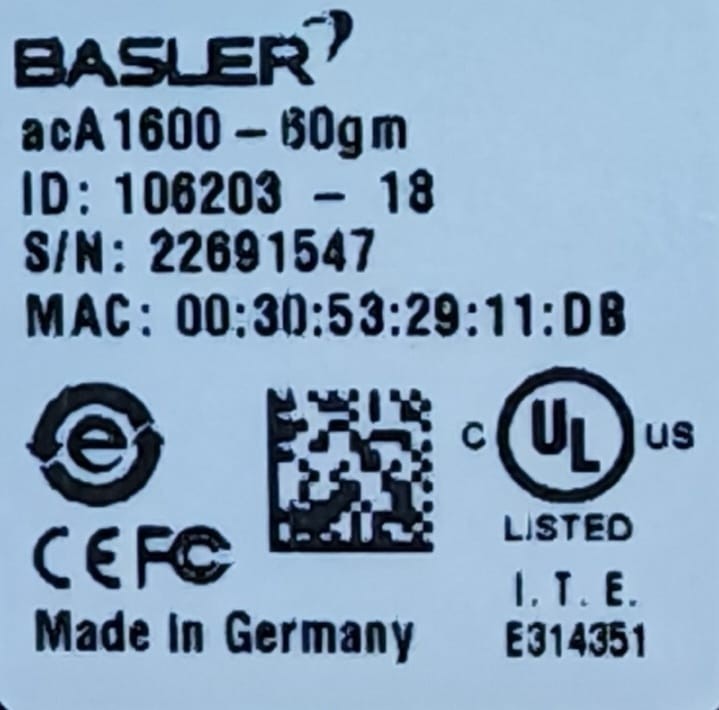 BASLER
acA1600 - 60gm
ID: 106203 - 18
S/N: 22691547
MAC: 00:30:53:29:11:DB
e
C UL US
LISTED
CE FC
I. T. E.
Made in Germany
E314351